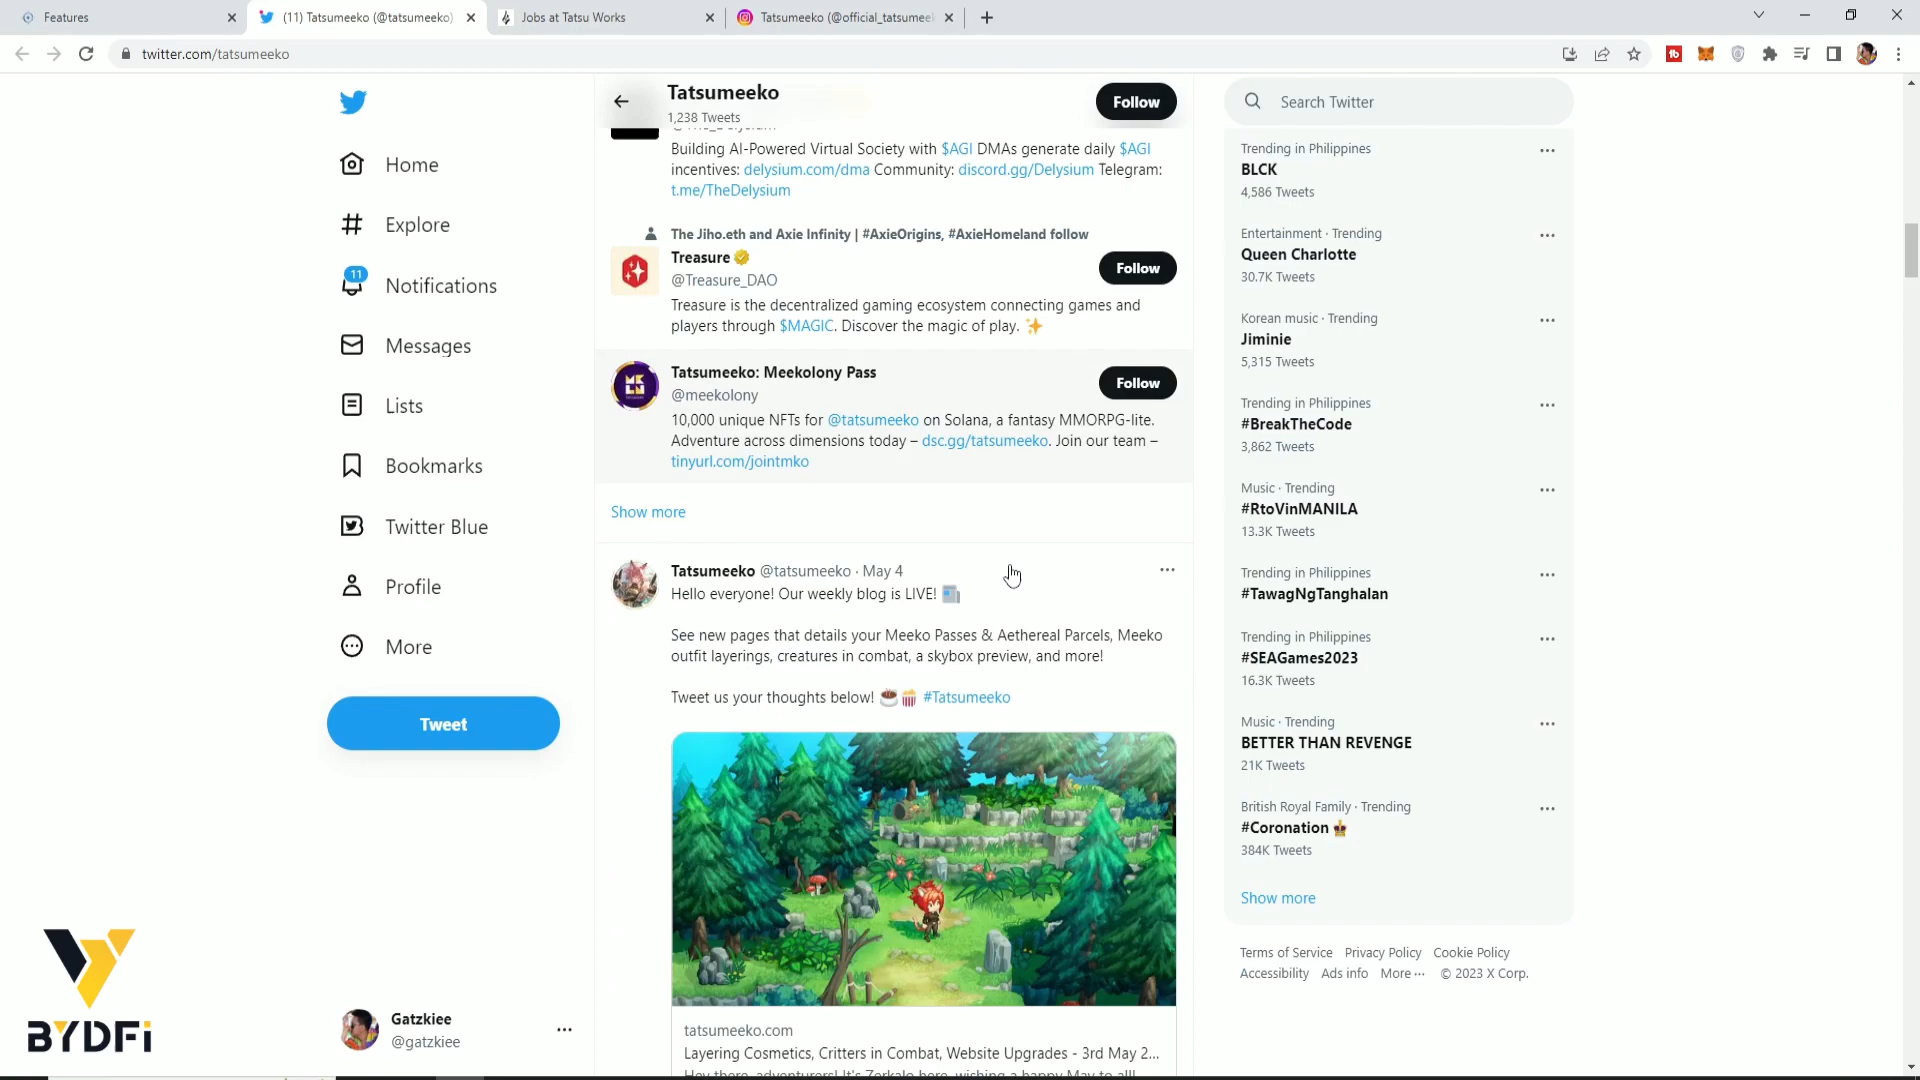 Features
(11) Tatsumeeko (@tatsumeeko)
Jobs at Tatsu Works
Tatsumeeko (@official_tatsumeek
twitter.com/tatsumeeko
Home
Explore
11
Notifications
Messages
Lists
Bookmarks
Twitter Blue
Profile
More
Tweet
BYDFi
Gatzkiee
@gatzkiee
Tatsumeeko
1,238 Tweets
Follow
Building AI-Powered Virtual Society with $AGI DMAs generate daily $AGI
incentives: delysium.com/dma Community: discord.gg/Delysium Telegram:
t.me/TheDelysium
The Jiho.eth and Axie Infinity | #AxieOrigins, #AxieHomeland follow
Treasure
@Treasure_DAO
Follow
Treasure is the decentralized gaming ecosystem connecting games and
players through $MAGIC. Discover the magic of play. ✨
Tatsumeeko: Meekolony Pass
@meekolony
Follow
10,000 unique NFTs for @tatsumeeko on Solana, a fantasy MMORPG-lite.
Adventure across dimensions today – dsc.gg/tatsumeeko. Join our team –
tinyurl.com/jointmko
Show more
Tatsumeeko @tatsumeeko · May 4
Hello everyone! Our weekly blog is LIVE! 📰
See new pages that details your Meeko Passes & Aethereal Parcels, Meeko
outfit layerings, creatures in combat, a skybox preview, and more!
Tweet us your thoughts below! ☕🍿 #Tatsumeeko
tatsumeeko.com
Layering Cosmetics, Critters in Combat, Website Upgrades - 3rd May 2...
Hey there, adventurers! It's Zerkalo here, wishing a happy May to all!
Search Twitter
Trending in Philippines
BLCK
4,586 Tweets
Entertainment · Trending
Queen Charlotte
30.7K Tweets
Korean music · Trending
Jiminie
5,315 Tweets
Trending in Philippines
#BreakTheCode
3,862 Tweets
Music · Trending
#RtoVinMANILA
13.3K Tweets
Trending in Philippines
#TawagNgTanghalan
Trending in Philippines
#SEAGames2023
16.3K Tweets
Music · Trending
BETTER THAN REVENGE
21K Tweets
British Royal Family · Trending
#Coronation
384K Tweets
Show more
Terms of Service Privacy Policy Cookie Policy
Accessibility Ads info More ··· © 2023 X Corp.